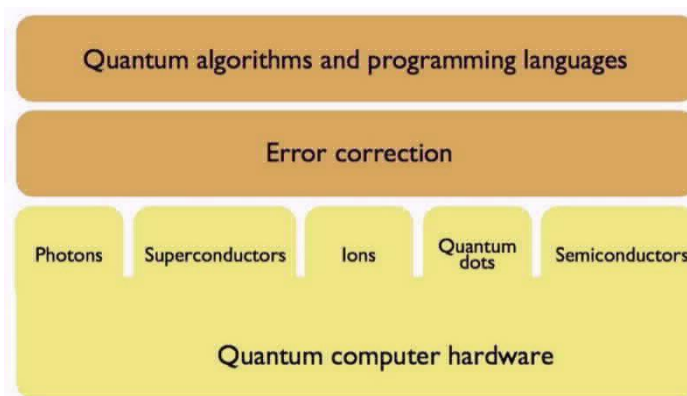 Quantum algorithms and programming languages
Error correction
Photons
Superconductors
Ions
Quantum
dots
Semiconductors
Quantum computer hardware